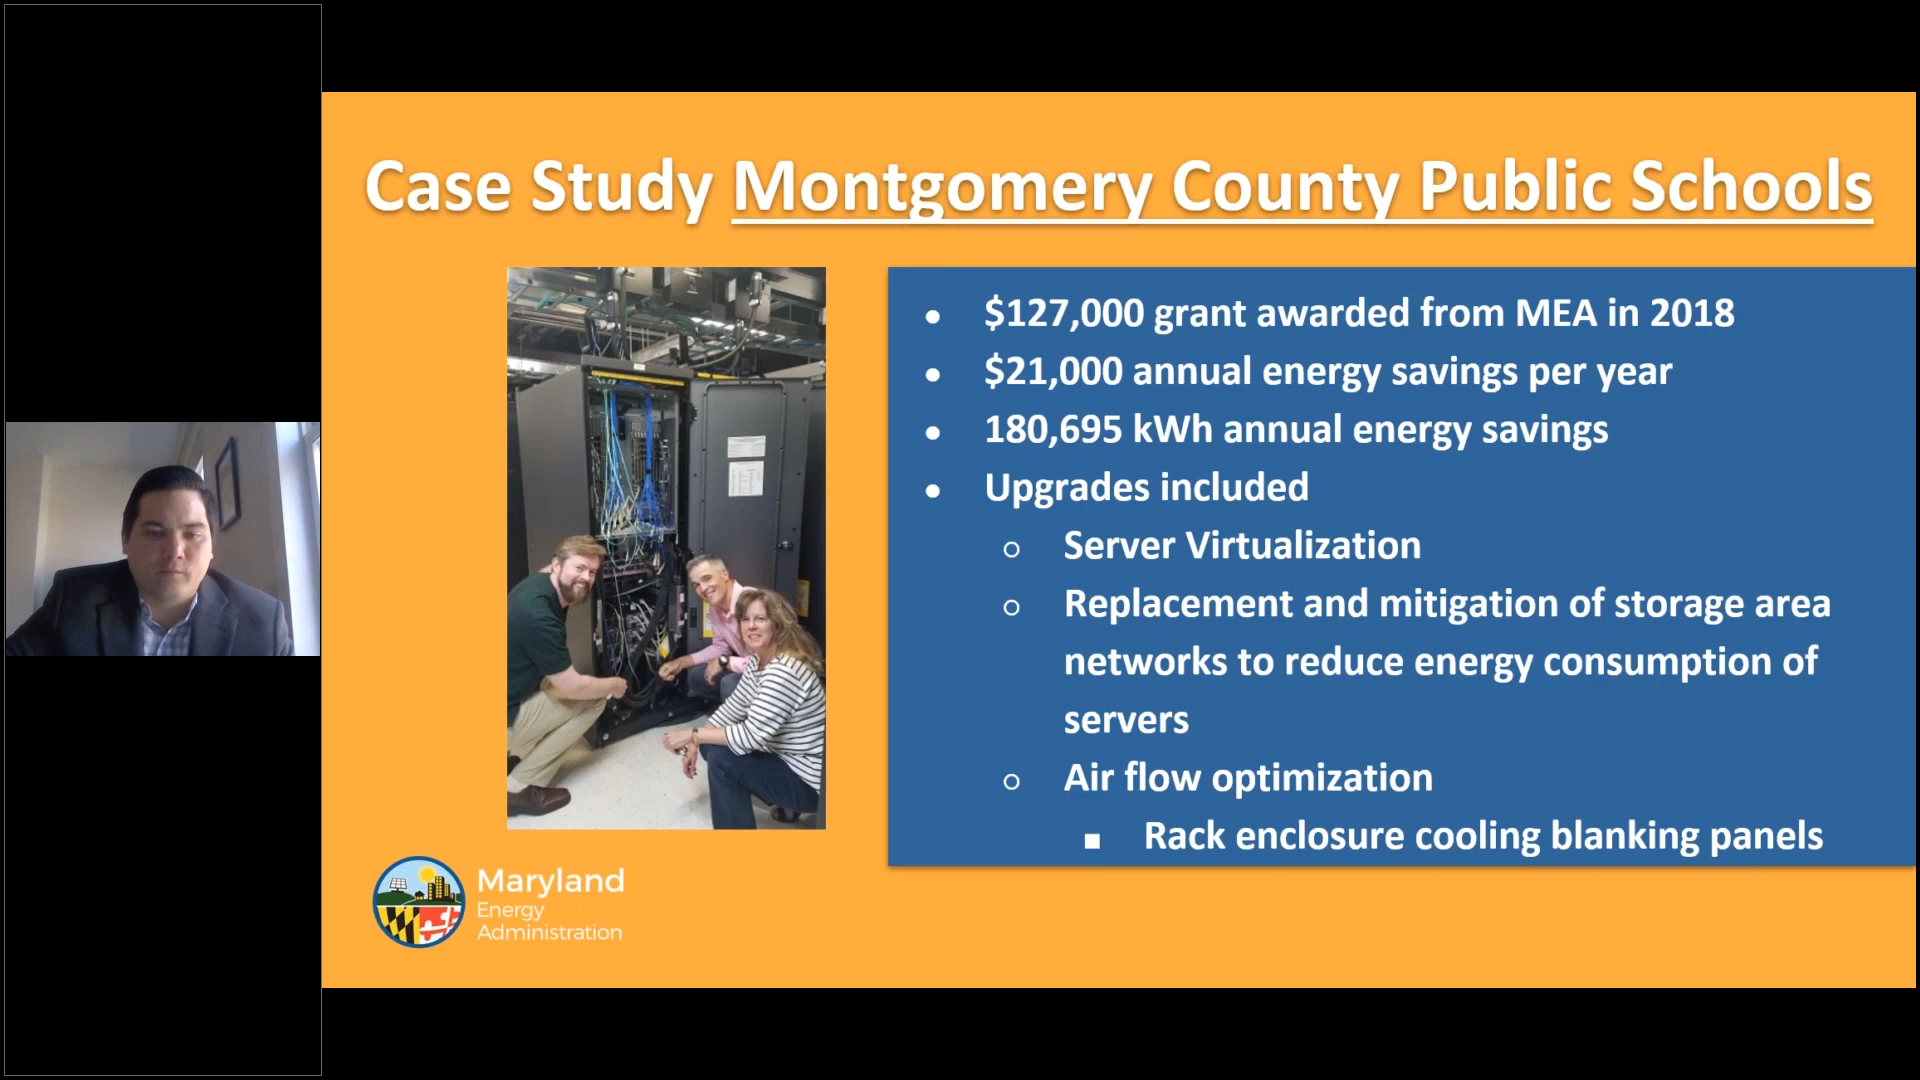 Case Study Montgomery County Public Schools
● $127,000 grant awarded from MEA in 2018
● $21,000 annual energy savings per year
● 180,695 kWh annual energy savings
● Upgrades included
○ Server Virtualization
○ Replacement and mitigation of storage area
networks to reduce energy consumption of
servers
○ Air flow optimization
■ Rack enclosure cooling blanking panels
Maryland
Energy
Administration